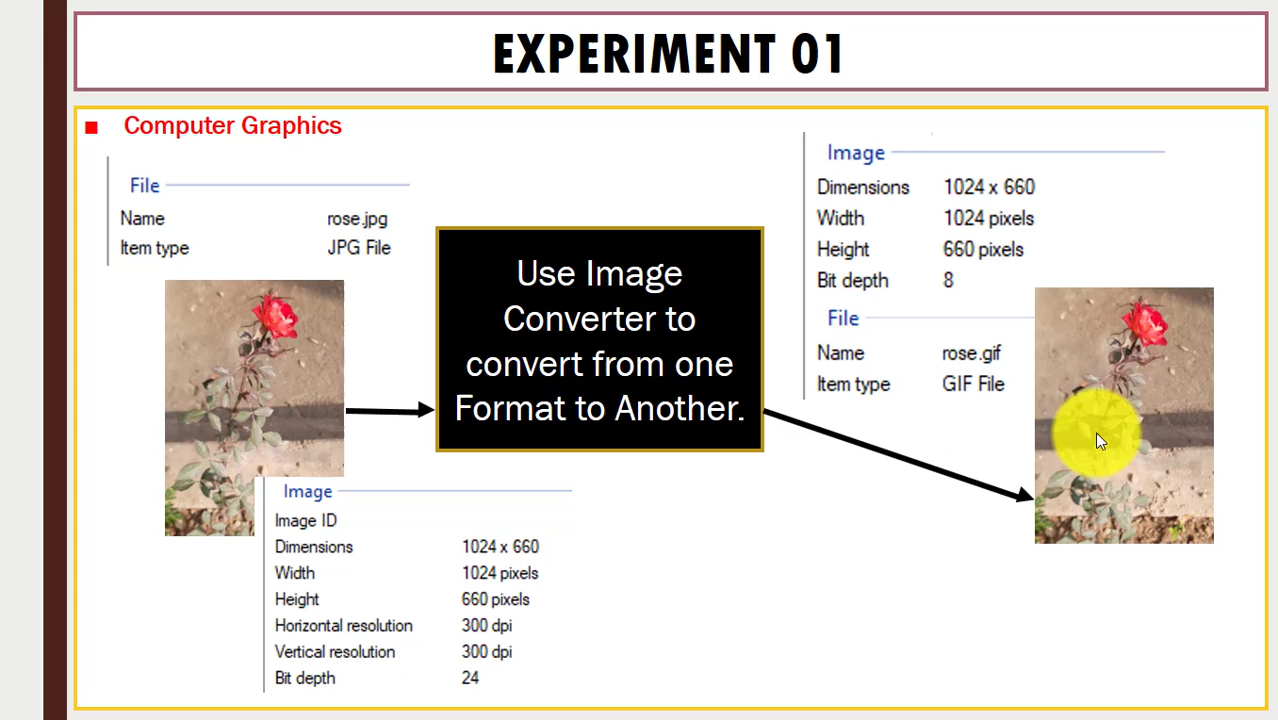 EXPERIMENT 01
Computer Graphics
File
Name rose.jpg
Item type JPG File
Use Image
Converter to
convert from one
Format to Another.
Image
Image ID
Dimensions 1024 x 660
Width 1024 pixels
Height 660 pixels
Horizontal resolution 300 dpi
Vertical resolution 300 dpi
Bit depth 24
Image
Dimensions 1024 x 660
Width 1024 pixels
Height 660 pixels
Bit depth 8
File
Name rose.gif
Item type GIF File